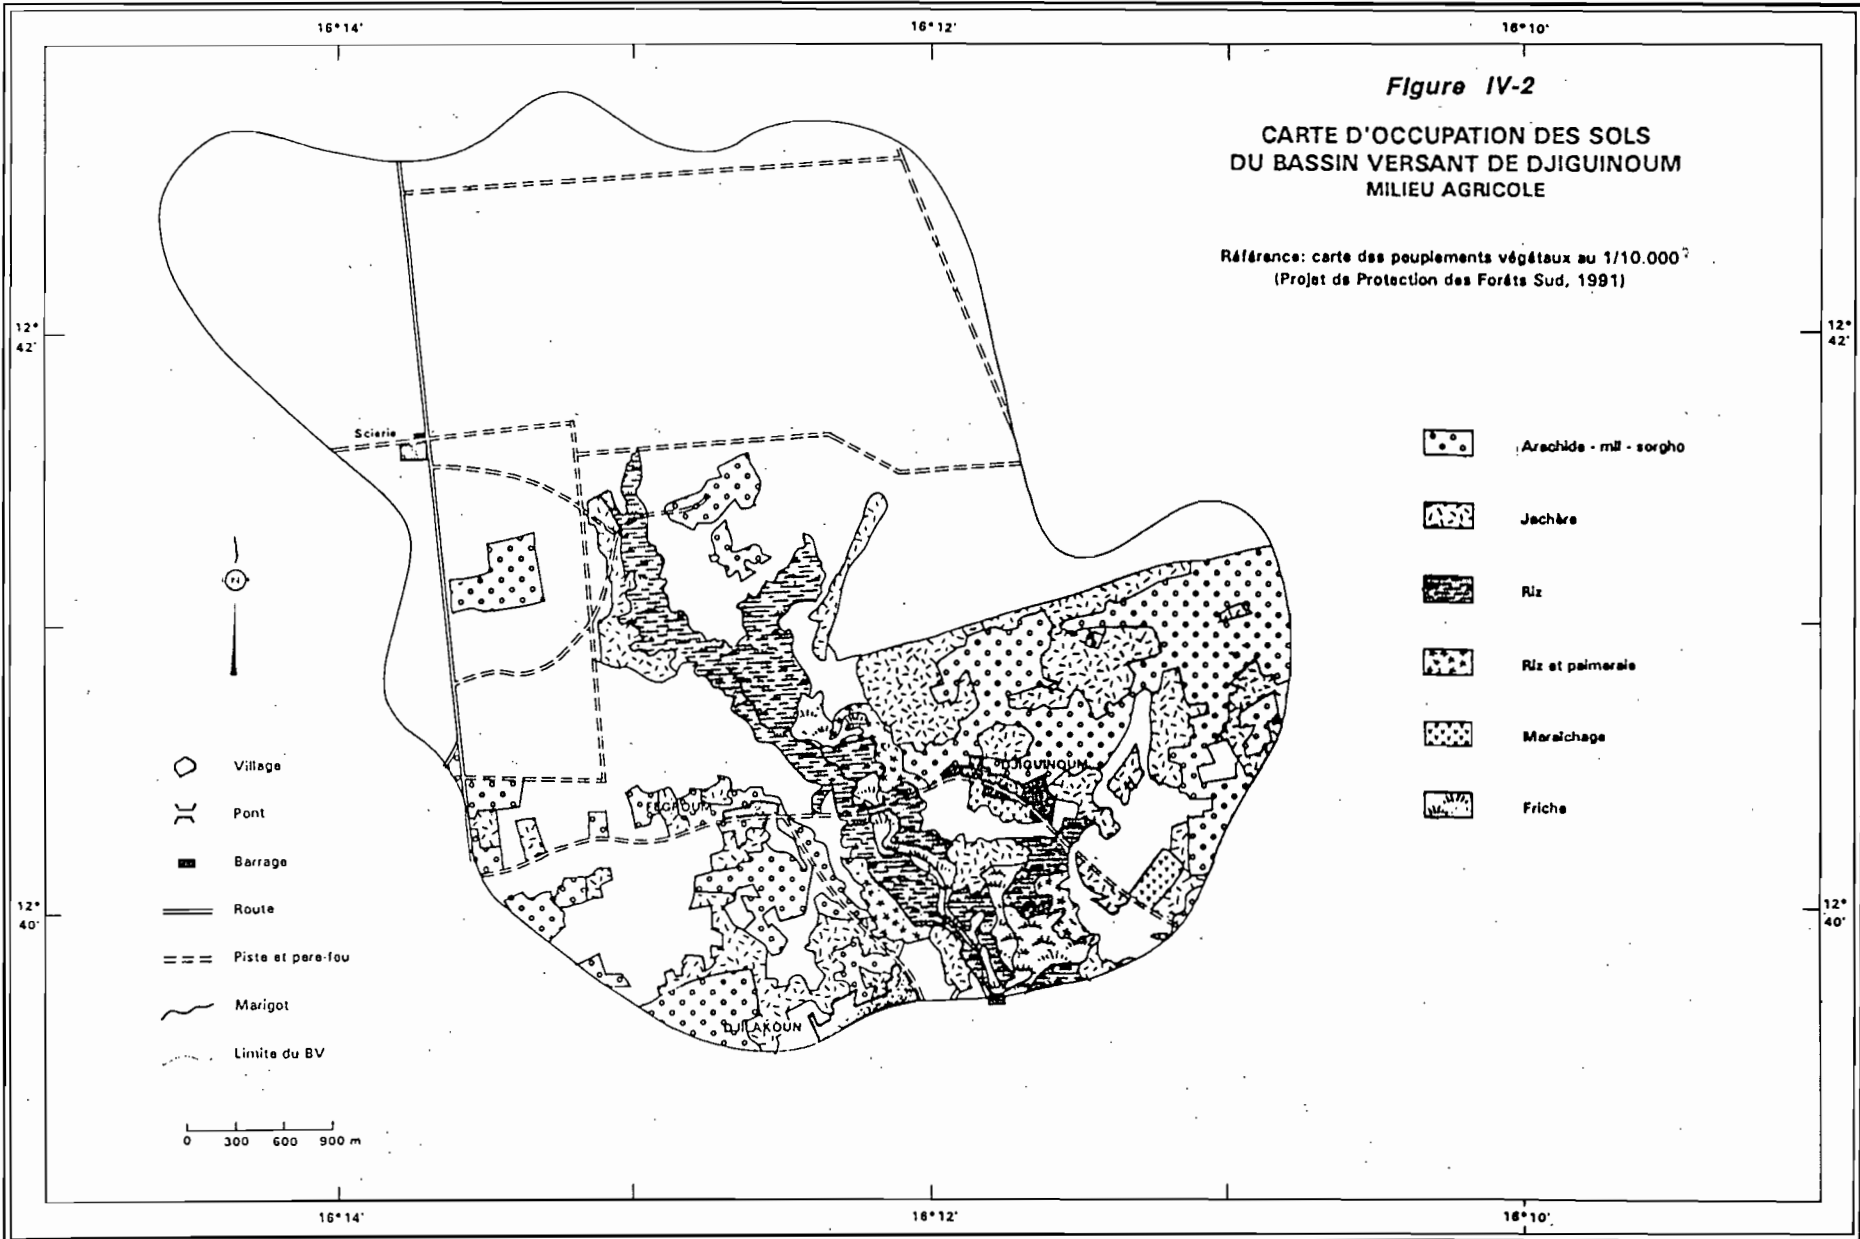 16°14' 16°12' 16°10'
Figure IV-2
CARTE D'OCCUPATION DES SOLS
DU BASSIN VERSANT DE DJIGUINOUM
MILIEU AGRICOLE
Référence: carte des peuplements végétaux au 1/10.000
(Projet de Protection des Forêts Sud, 1991)
12°
42'
12°
42'
Scierie
Arachide - mil - sorgho
Jachère
Riz
Riz et palmeraie
Maraichage
Friche
DJIGUINOUM
DJILAKOUN
Village
Pont
Barrage
Route
Piste et pare-feu
Marigot
Limite du BV
N
12°
40'
12°
40'
0 300 600 900 m
16°14' 16°12' 16°10'